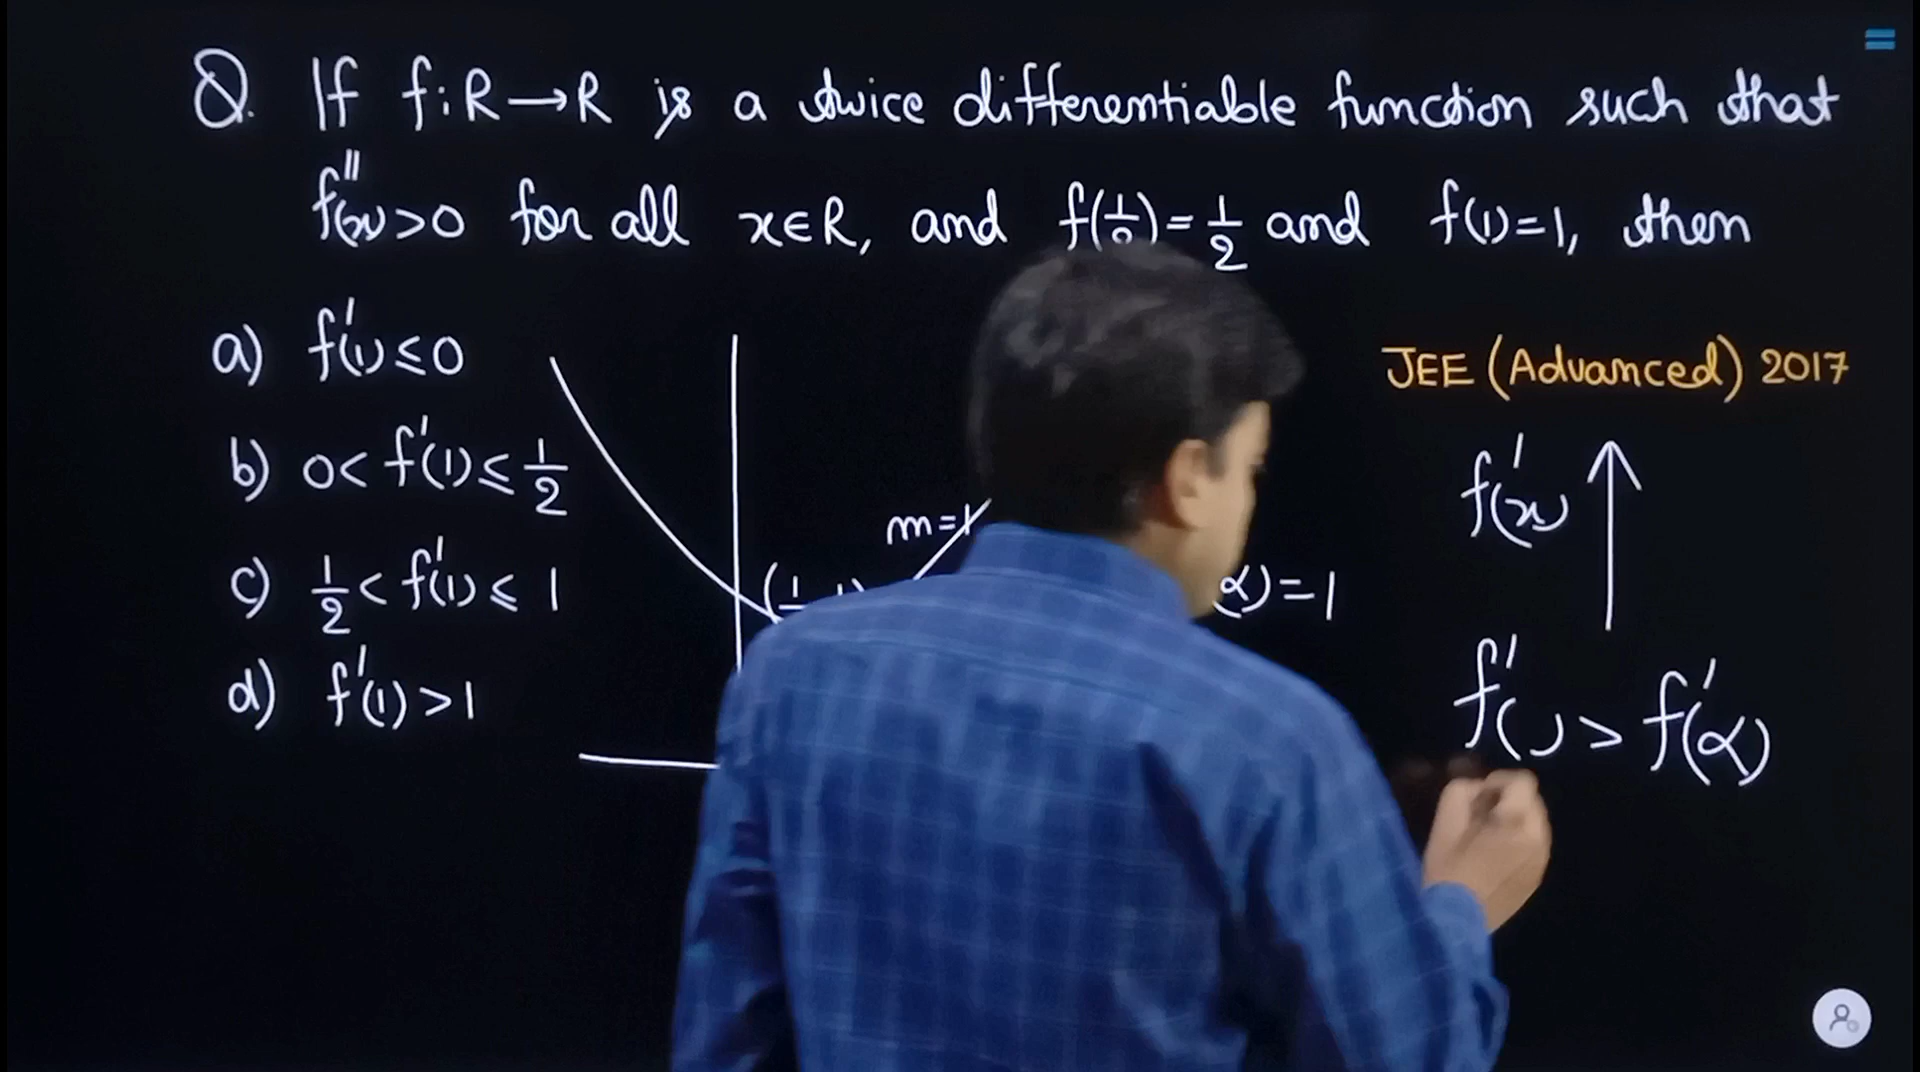 Q. If f:R→R is a twice differentiable function such that
f''(x)>0 for all x∈R, and f(1/2)=1/2 and f(1)=1, then
a) f'(1)≤0
b) 0<f'(1)≤1/2
c) 1/2<f'(1)≤1
d) f'(1)>1
JEE (Advanced) 2017
m=1
α)=1
f'(x) ↑
f'( )>f'(α)